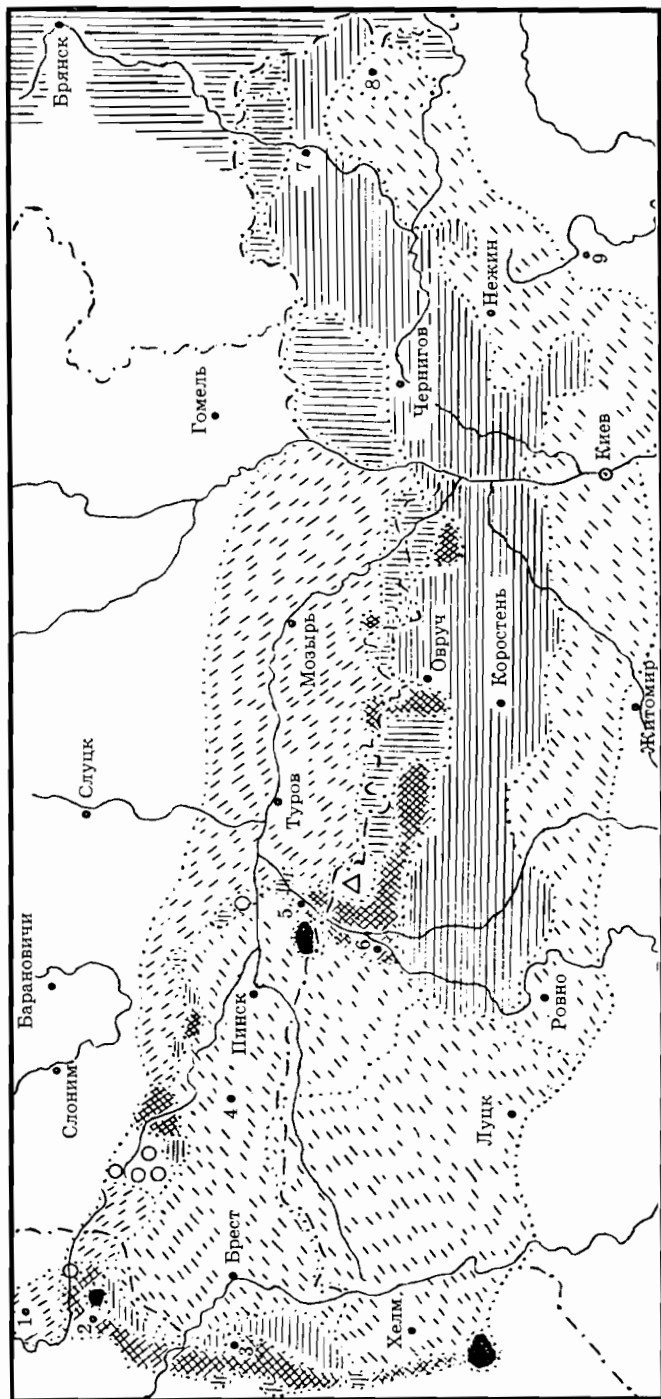 Брянск
8
7
9
Нежин
Гомель
Чернигов
Киев
Мозырь
Овруч
Коростень
Житомир
Слуцк
Туров
5
6
Барановичи
Пинск
Ровно
Слоним
4
Луцк
Брест
1
2
3
Хелм